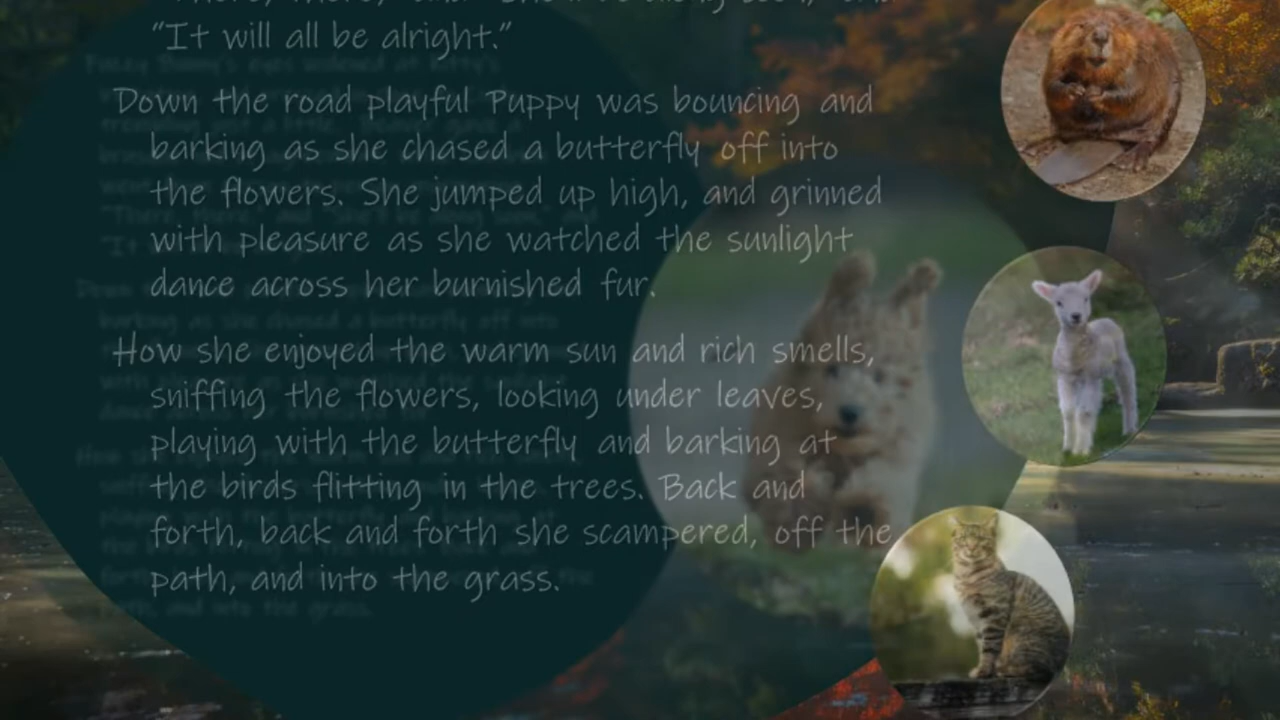 “It will all be alright.”
Down the road playful Puppy was bouncing and
barking as she chased a butterfly off into
the flowers. She jumped up high, and grinned
with pleasure as she watched the sunlight
dance across her burnished fur.
How she enjoyed the warm sun and rich smells,
sniffing the flowers, looking under leaves,
playing with the butterfly and barking at
the birds flitting in the trees. Back and
forth, back and forth she scampered, off the
path, and into the grass.